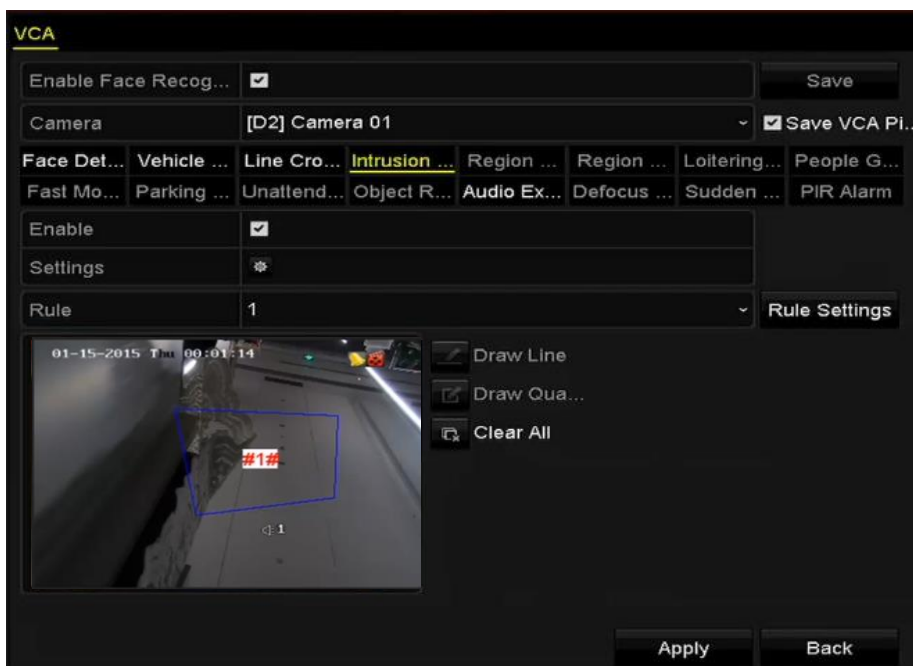 VCA
Enable Face Recog... Save
Camera [D2] Camera 01 Save VCA Pi..
Face Det... Vehicle ... Line Cro... Intrusion ... Region ... Region ... Loitering... People G...
Fast Mo... Parking ... Unattend... Object R... Audio Ex... Defocus ... Sudden ... PIR Alarm
Enable
Settings
Rule 1 Rule Settings
01-15-2015 Thu 00:01:14
Draw Line
Draw Qua...
Clear All
#1#
1
Apply Back